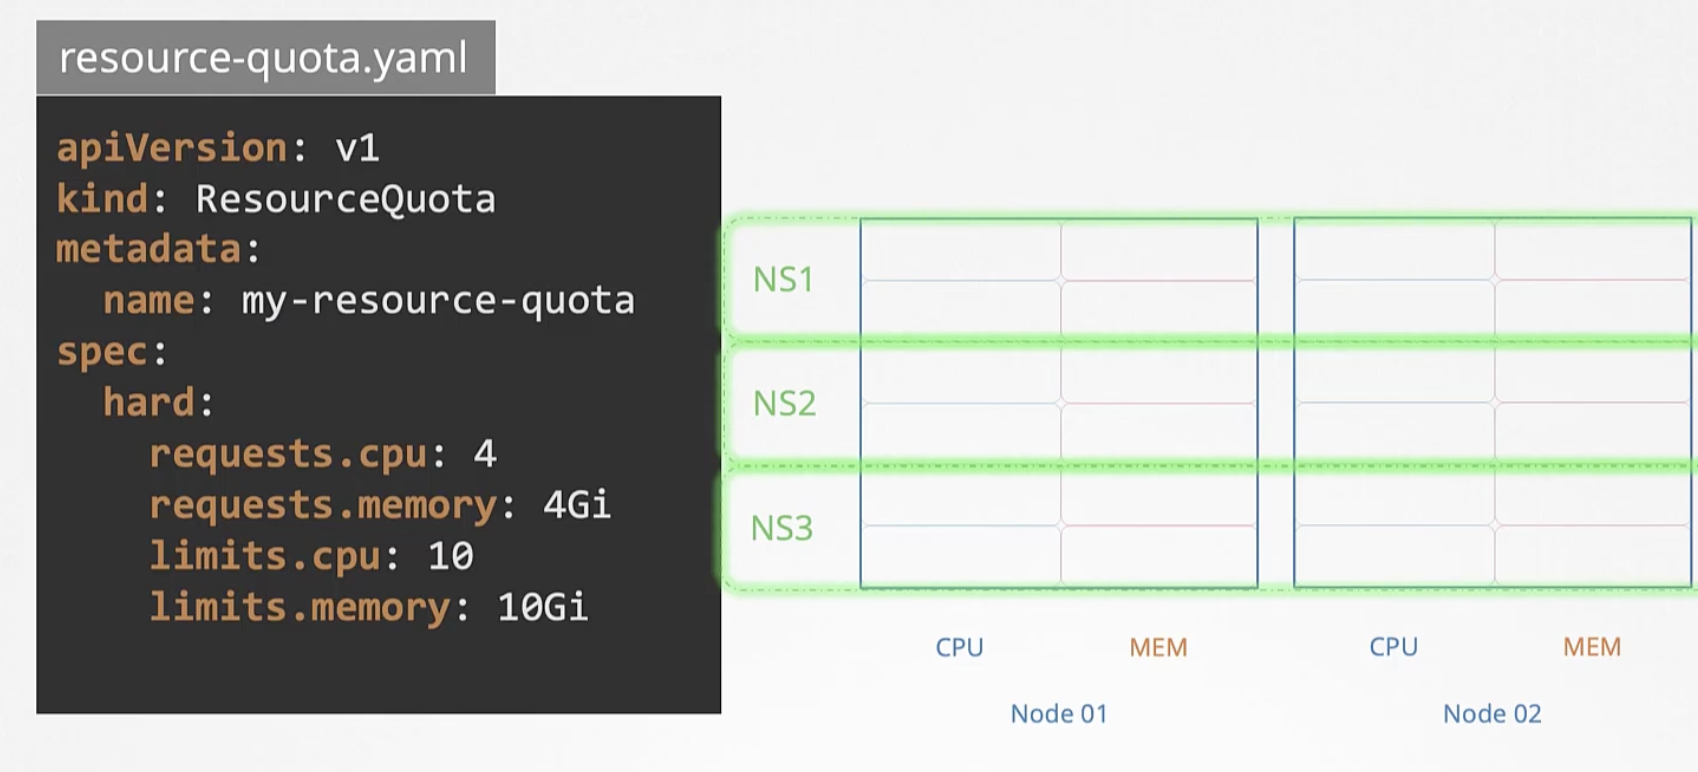 resource-quota.yaml
apiVersion: v1
kind: ResourceQuota
metadata:
  name: my-resource-quota
spec:
  hard:
    requests.cpu: 4
    requests.memory: 4Gi
    limits.cpu: 10
    limits.memory: 10Gi
NS1
NS2
NS3
CPU MEM CPU MEM
Node 01 Node 02